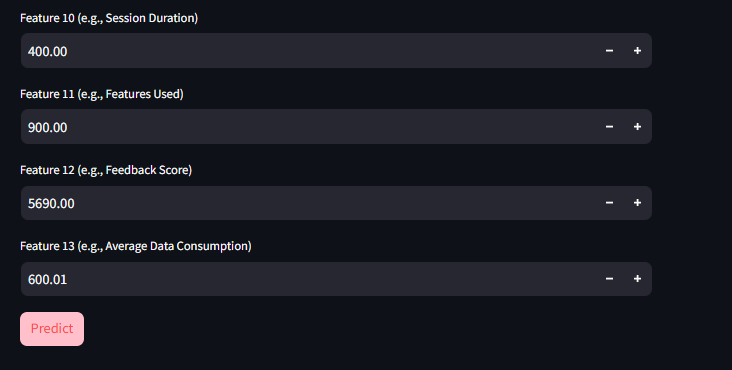 Feature 10 (e.g., Session Duration)
400.00
Feature 11 (e.g., Features Used)
900.00
Feature 12 (e.g., Feedback Score)
5690.00
Feature 13 (e.g., Average Data Consumption)
600.01
Predict